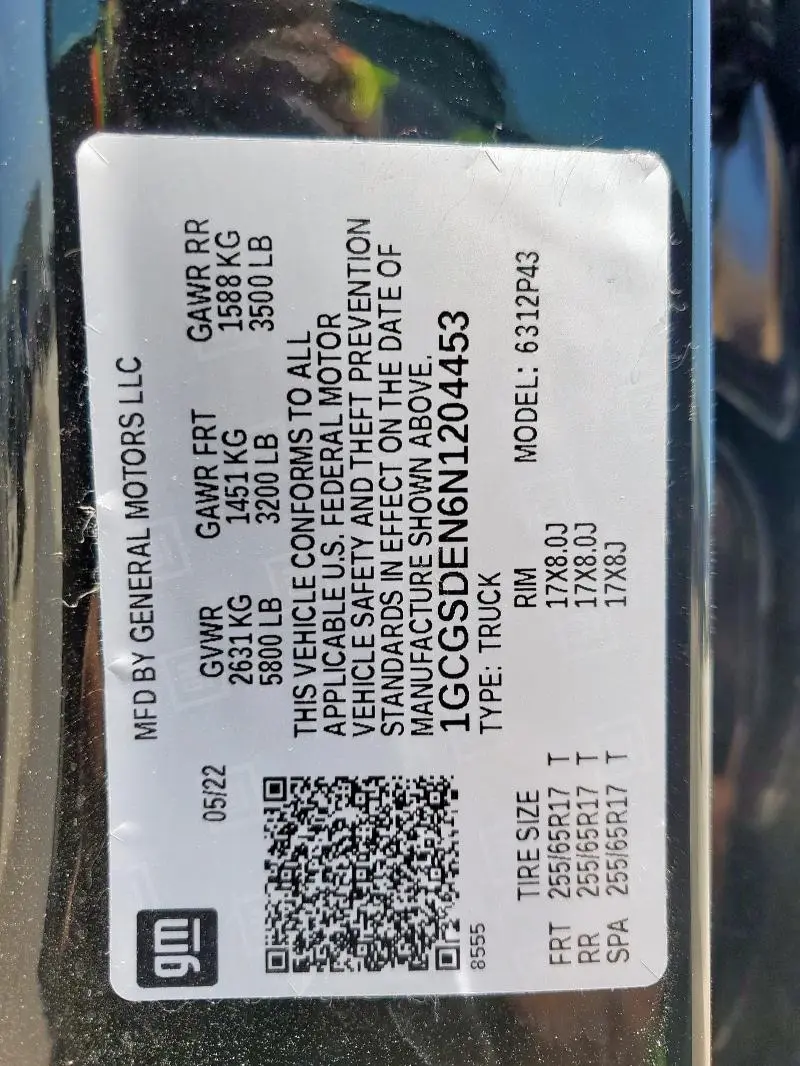 gm
MFD BY GENERAL MOTORS LLC
05/22
GVWR GAWR FRT GAWR RR
2631 KG 1451 KG 1588 KG
5800 LB 3200 LB 3500 LB
THIS VEHICLE CONFORMS TO ALL
APPLICABLE U.S. FEDERAL MOTOR
VEHICLE SAFETY AND THEFT PREVENTION
STANDARDS IN EFFECT ON THE DATE OF
MANUFACTURE SHOWN ABOVE.
1GCGSDEN6N1204453
8555
TYPE: TRUCK
MODEL: 6312P43
TIRE SIZE RIM
FRT 255/65R17 T 17X8.0J
RR 255/65R17 T 17X8.0J
SPA 255/65R17 T 17X8J